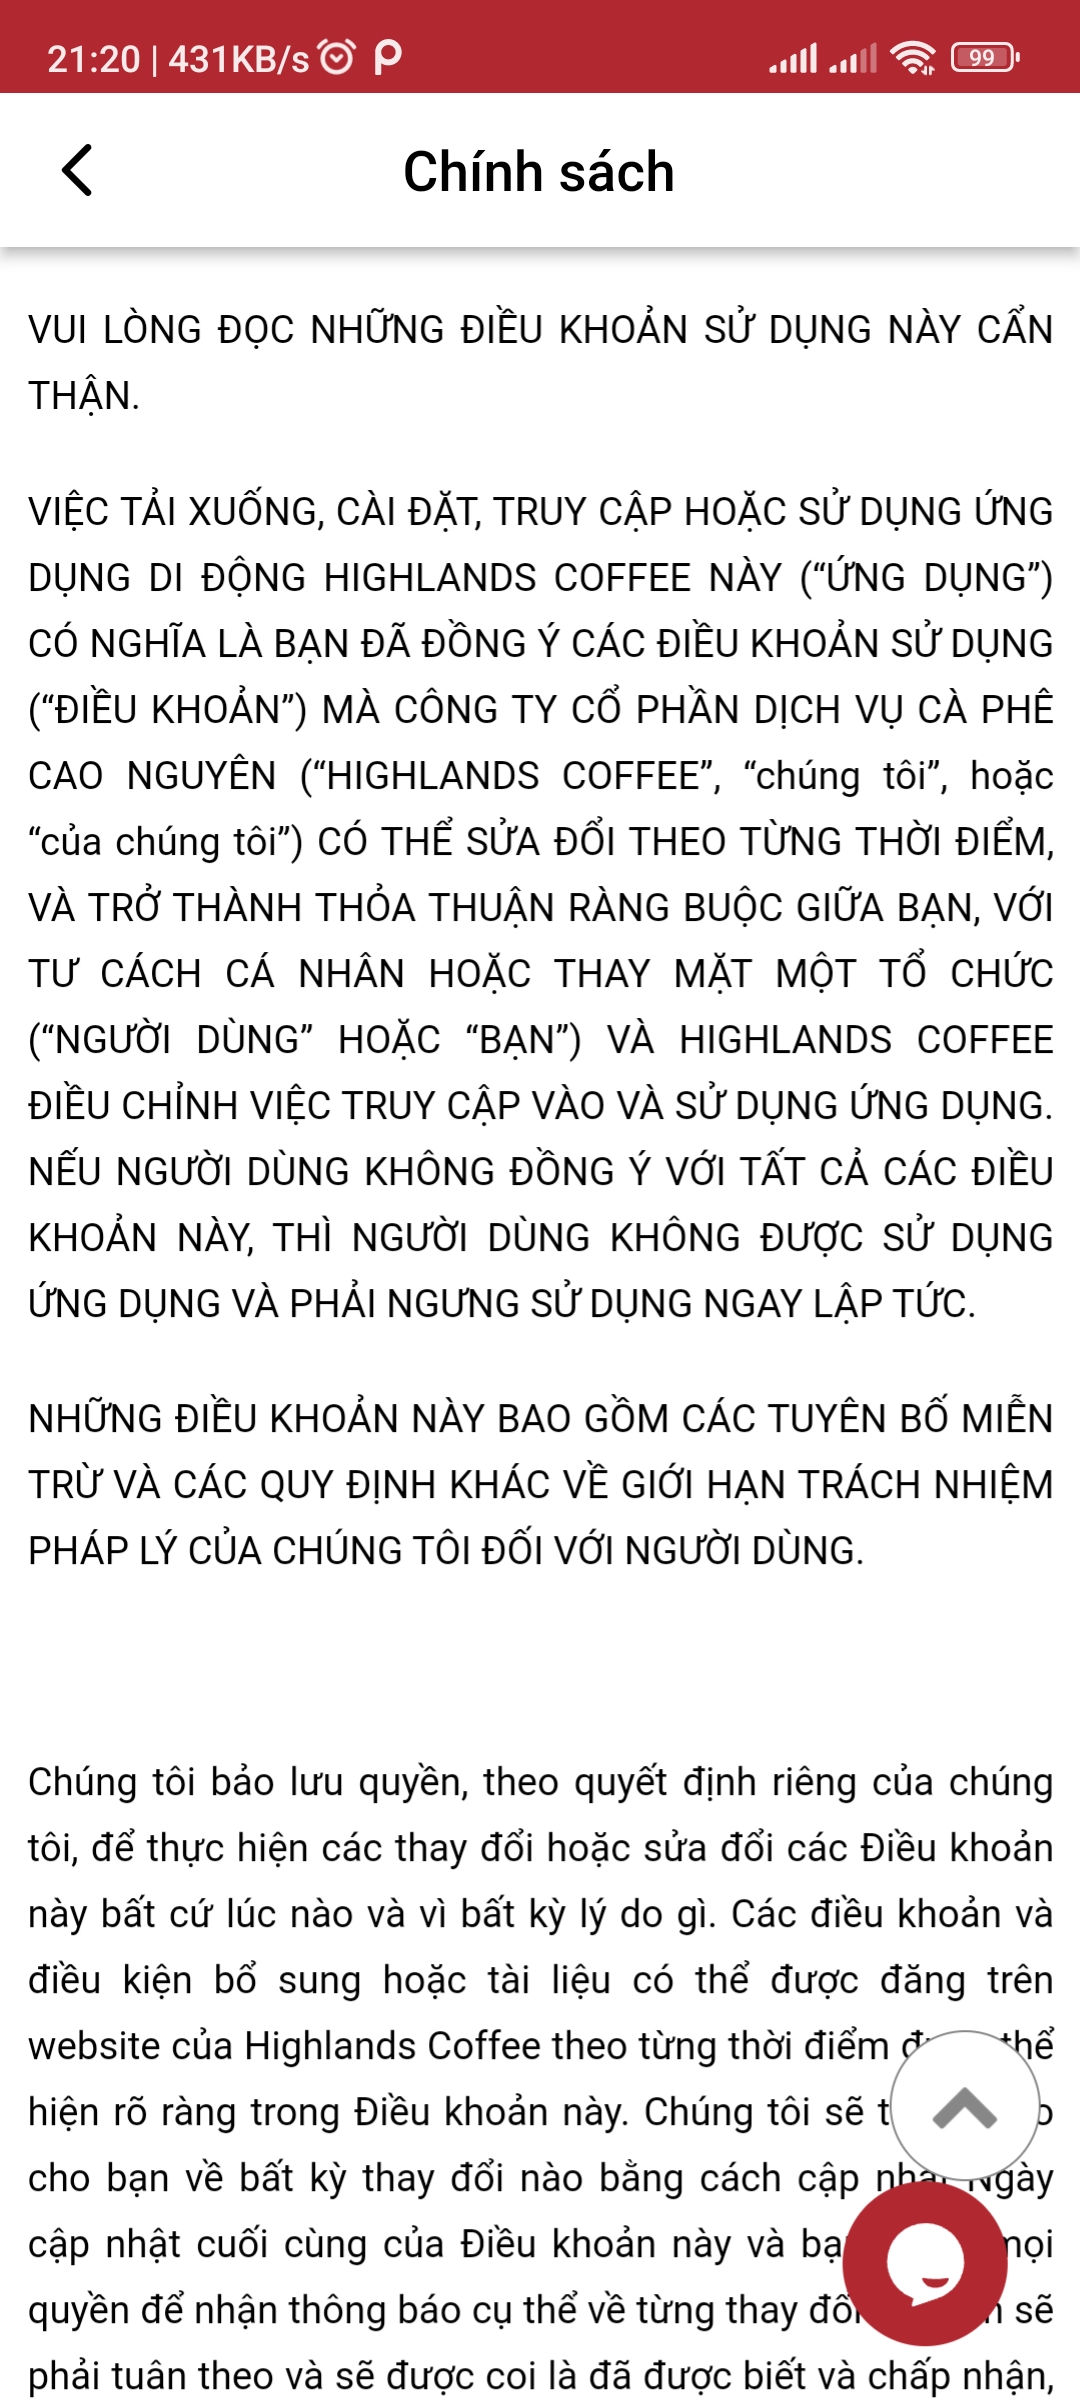 21:20 | 431KB/s
99
Chính sách
VUI LÒNG ĐỌC NHỮNG ĐIỀU KHOẢN SỬ DỤNG NÀY CẨN
THẬN.
VIỆC TẢI XUỐNG, CÀI ĐẶT, TRUY CẬP HOẶC SỬ DỤNG ỨNG
DỤNG DI ĐỘNG HIGHLANDS COFFEE NÀY (“ỨNG DỤNG”)
CÓ NGHĨA LÀ BẠN ĐÃ ĐỒNG Ý CÁC ĐIỀU KHOẢN SỬ DỤNG
(“ĐIỀU KHOẢN”) MÀ CÔNG TY CỔ PHẦN DỊCH VỤ CÀ PHÊ
CAO NGUYÊN (“HIGHLANDS COFFEE”, “chúng tôi”, hoặc
“của chúng tôi”) CÓ THỂ SỬA ĐỔI THEO TỪNG THỜI ĐIỂM,
VÀ TRỞ THÀNH THỎA THUẬN RÀNG BUỘC GIỮA BẠN, VỚI
TƯ CÁCH CÁ NHÂN HOẶC THAY MẶT MỘT TỔ CHỨC
(“NGƯỜI DÙNG” HOẶC “BẠN”) VÀ HIGHLANDS COFFEE
ĐIỀU CHỈNH VIỆC TRUY CẬP VÀO VÀ SỬ DỤNG ỨNG DỤNG.
NẾU NGƯỜI DÙNG KHÔNG ĐỒNG Ý VỚI TẤT CẢ CÁC ĐIỀU
KHOẢN NÀY, THÌ NGƯỜI DÙNG KHÔNG ĐƯỢC SỬ DỤNG
ỨNG DỤNG VÀ PHẢI NGƯNG SỬ DỤNG NGAY LẬP TỨC.
NHỮNG ĐIỀU KHOẢN NÀY BAO GỒM CÁC TUYÊN BỐ MIỄN
TRỪ VÀ CÁC QUY ĐỊNH KHÁC VỀ GIỚI HẠN TRÁCH NHIỆM
PHÁP LÝ CỦA CHÚNG TÔI ĐỐI VỚI NGƯỜI DÙNG.
Chúng tôi bảo lưu quyền, theo quyết định riêng của chúng
tôi, để thực hiện các thay đổi hoặc sửa đổi các Điều khoản
này bất cứ lúc nào và vì bất kỳ lý do gì. Các điều khoản và
điều kiện bổ sung hoặc tài liệu có thể được đăng trên
website của Highlands Coffee theo từng thời điểm thể
hiện rõ ràng trong Điều khoản này. Chúng tôi sẽ
cho bạn về bất kỳ thay đổi nào bằng cách cập nhật Ngày
cập nhật cuối cùng của Điều khoản này và mọi
quyền để nhận thông báo cụ thể về từng thay đổi sẽ
phải tuân theo và sẽ được coi là đã được biết và chấp nhận,